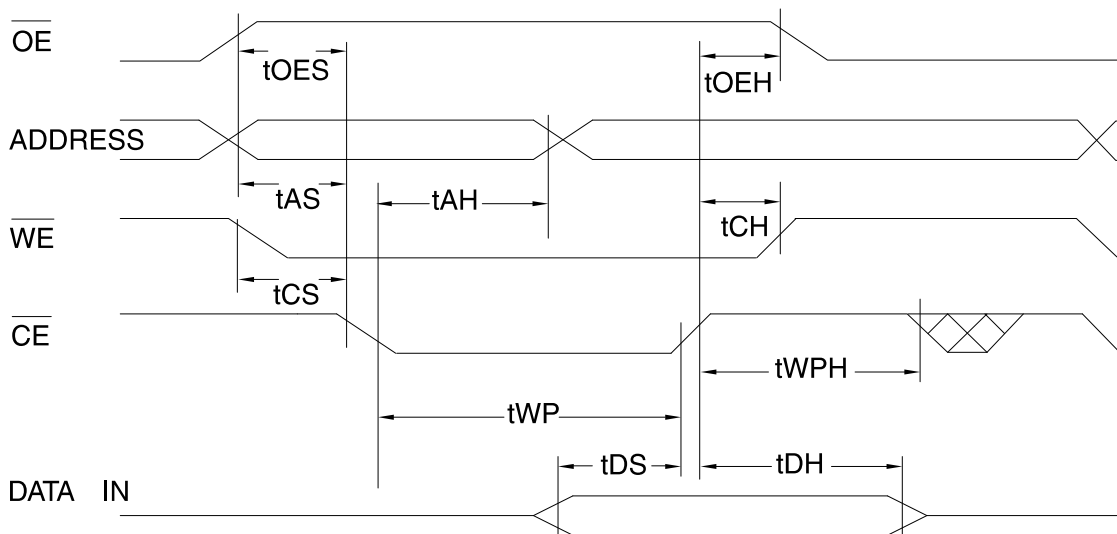 OE
tOES
tOEH
ADDRESS
tAS
tAH
WE
tCH
tCS
CE
tWPH
tWP
tDS
tDH
DATA IN